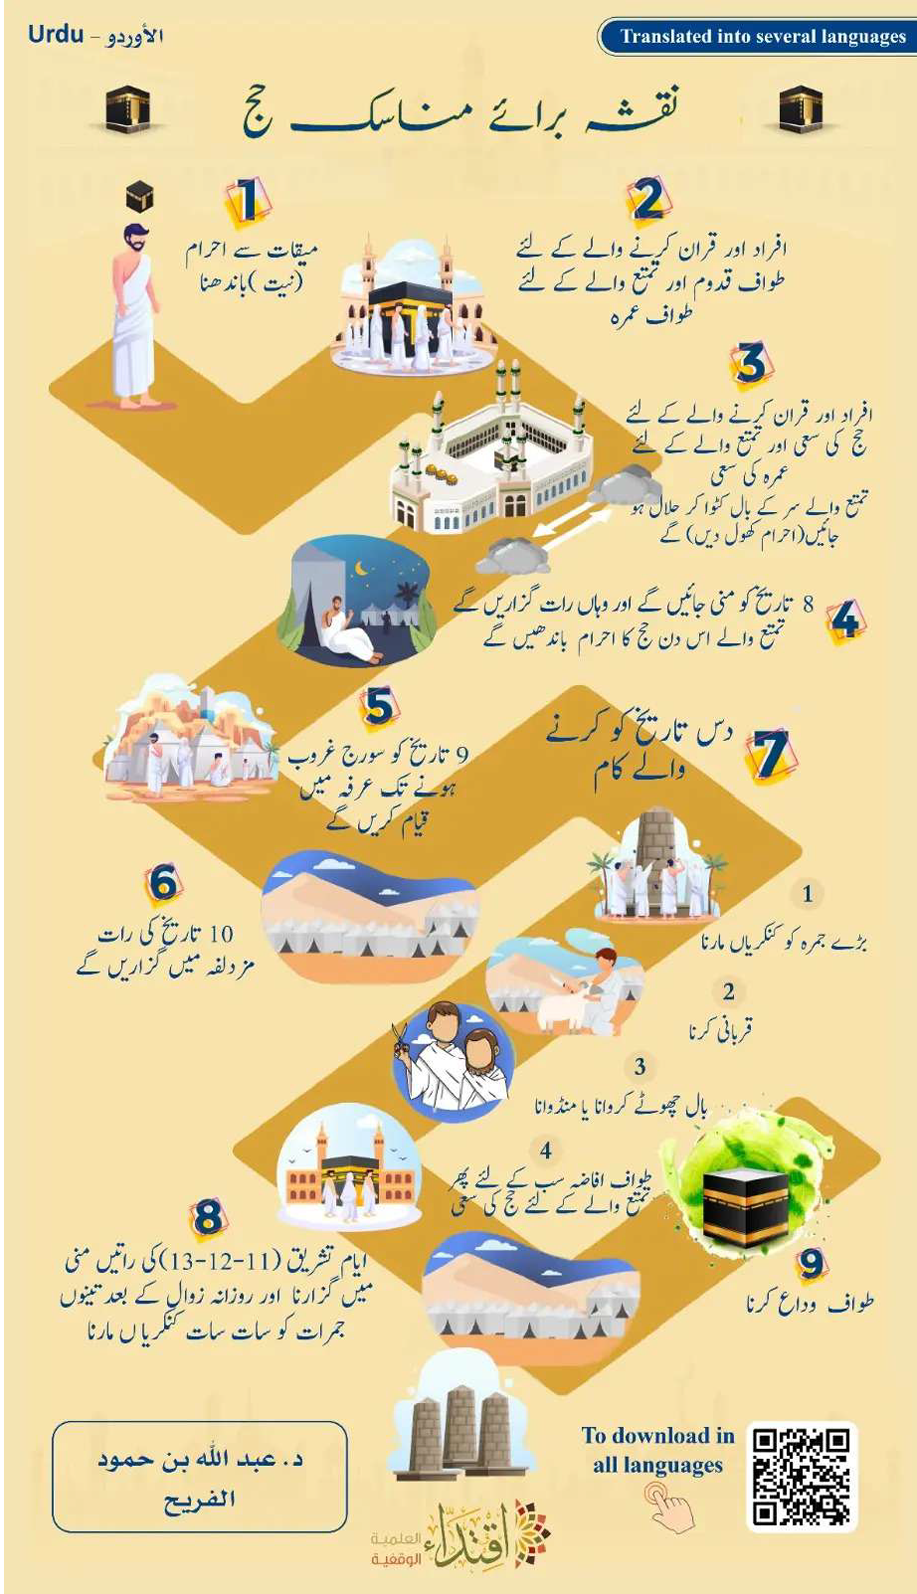 Urdu - الأوردو
Translated into several languages
نقشہ برائے مناسک حج
1
میقات سے احرام
(نیت )باندھنا
2
افراد اور قران کرنے والے کے لئے
طواف قدوم اور تمتع والے کے لئے
طواف عمرہ
3
افراد اور قران کرنے والے کے لئے
حج کی سعی اور تمتع والے کے لئے
عمرہ کی سعی
تمتع والے سر کے بال کٹوا کر حلال ہو
جائیں(احرام کھول دیں) گے
4
8 تاریخ کو منی جائیں گے اور وہاں رات گزاریں گے
تمتع والے اس دن حج کا احرام باندھیں گے
5
9 تاریخ کو سورج غروب
ہونے تک عرفہ میں
قیام کریں گے
6
10 تاریخ کی رات
مزدلفہ میں گزاریں گے
7
دس تاریخ کو کرنے
والے کام
1
بڑے جمرہ کو کنکریاں مارنا
2
قربانی کرنا
3
بال چھوٹے کروانا یا منڈوانا
4
طواف افاضہ سب کے لئے پھر
تمتع والے کے لئے حج کی سعی
8
ایام تشریق (11-12-13)کی راتیں منی
میں گزارنا اور روزانہ زوال کے بعد تینوں
جمرات کو سات سات کنکریا ں مارنا
9
طواف وداع کرنا
د. عبد الله بن حمود
الفريح
To download in
all languages
اقتداء
العلمية
الوقفية